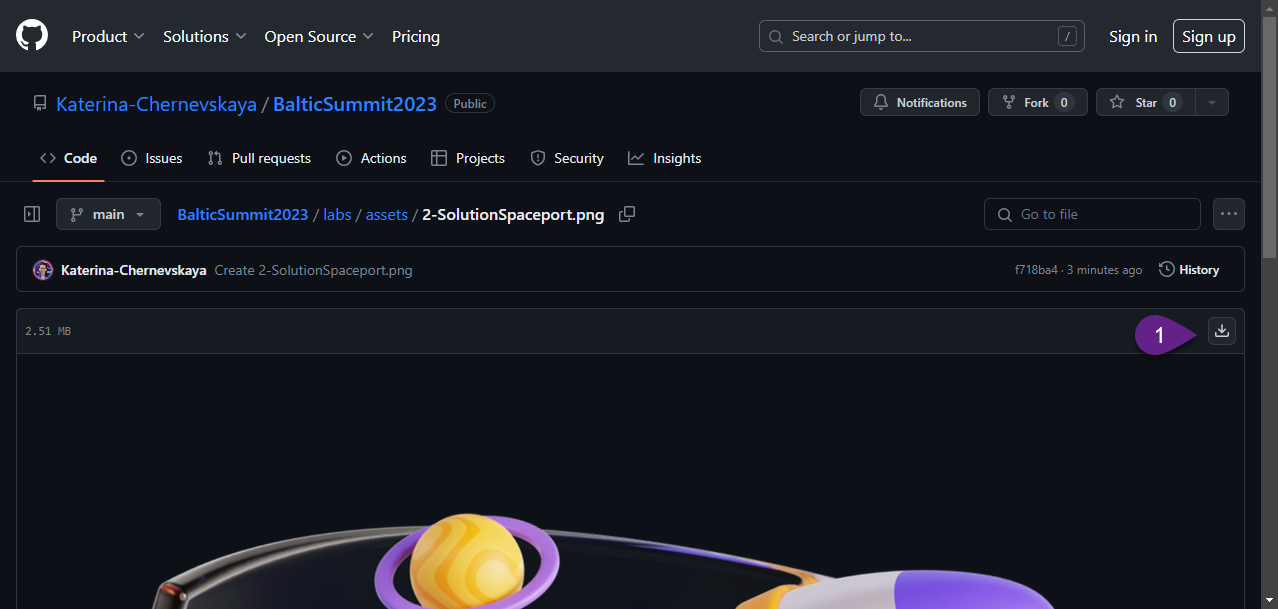 Product Solutions Open Source Pricing Search or jump to... / Sign in Sign up
Katerina-Chernevskaya / BalticSummit2023 Public Notifications Fork 0 Star 0
Code Issues Pull requests Actions Projects Security Insights
main BalticSummit2023 / labs / assets / 2-SolutionSpaceport.png Go to file
Katerina-Chernevskaya Create 2-SolutionSpaceport.png f718ba4 · 3 minutes ago History
2.51 MB 1